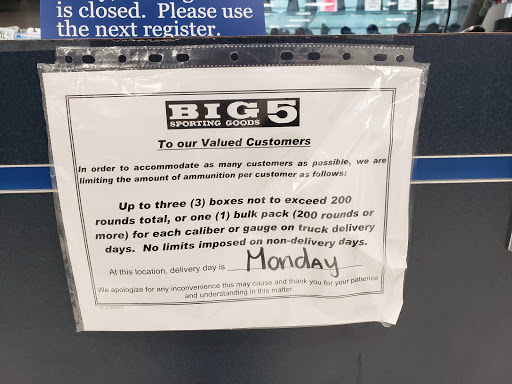 is closed. Please use
the next register.
BIG 5
SPORTING GOODS
To our Valued Customers
In order to accommodate as many customers as possible, we are
limiting the amount of ammunition per customer as follows:
Up to three (3) boxes not to exceed 200
rounds total, or one (1) bulk pack (200 rounds or
more) for each caliber or gauge on truck delivery
days. No limits imposed on non-delivery days.
At this location, delivery day is Monday
We apologize for any inconvenience this may cause and thank you for your patience
and understanding in this matter.